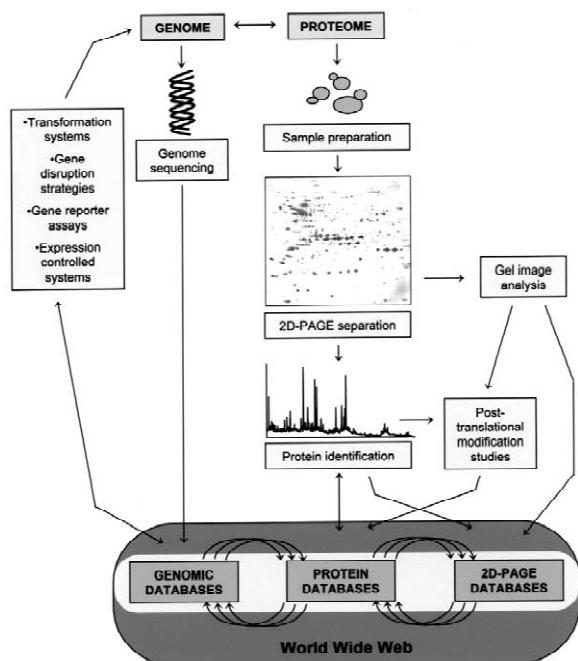 GENOME
PROTEOME
•Transformation
systems
•Gene
disruption
strategies
•Gene reporter
assays
•Expression
controlled
systems
Genome
sequencing
Sample preparation
2D-PAGE separation
Gel image
analysis
Protein identification
Post-
translational
modification
studies
GENOMIC
DATABASES
PROTEIN
DATABASES
2D-PAGE
DATABASES
World Wide Web